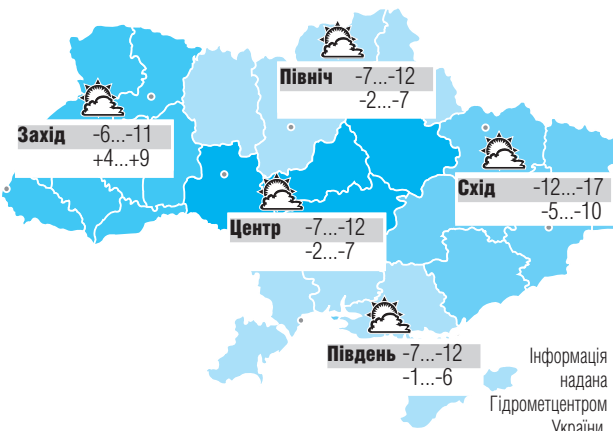 Північ -7...-12
-2...-7
Захід -6...-11
+4...+9
Схід -12...-17
-5...-10
Центр -7...-12
-2...-7
Південь -7...-12
-1...-6
Інформація
надана
Гідрометцентром
України.